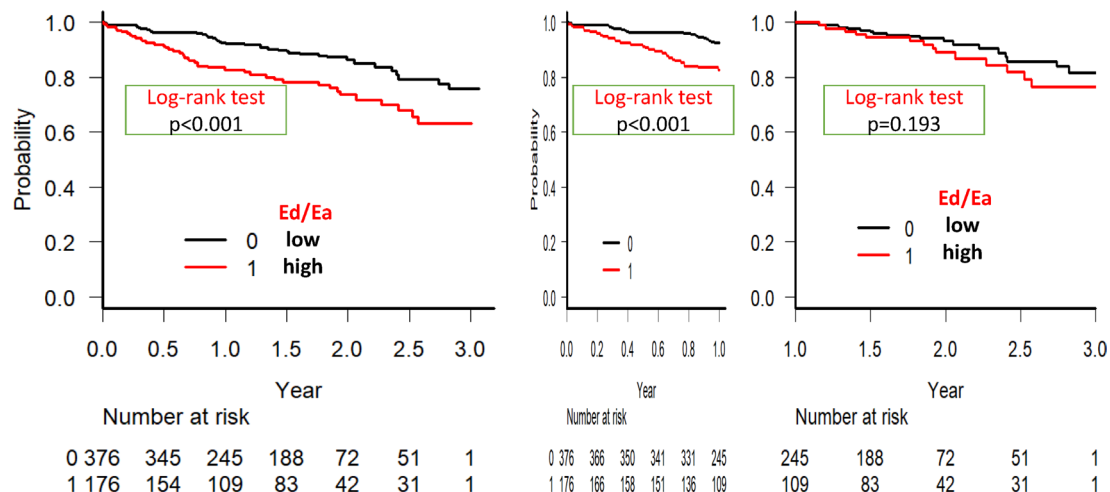 1.0
0.8
0.6
0.4
0.2
0.0
Probability
Log-rank test
p<0.001
Ed/Ea
0 low
1 high
0.0 0.5 1.0 1.5 2.0 2.5 3.0
Year
Number at risk
0 376 345 245 188 72 51 1
1 176 154 109 83 42 31 1
1.0
0.8
0.6
0.4
0.2
0.0
Probability
Log-rank test
p<0.001
0
1
0.0 0.2 0.4 0.6 0.8 1.0
Year
Number at risk
0 376 366 350 341 331 245
1 176 166 158 151 136 109
1.0
0.8
0.6
0.4
0.2
0.0
Log-rank test
p=0.193
Ed/Ea
0 low
1 high
1.0 1.5 2.0 2.5 3.0
Year
Number at risk
245 188 72 51 1
109 83 42 31 1